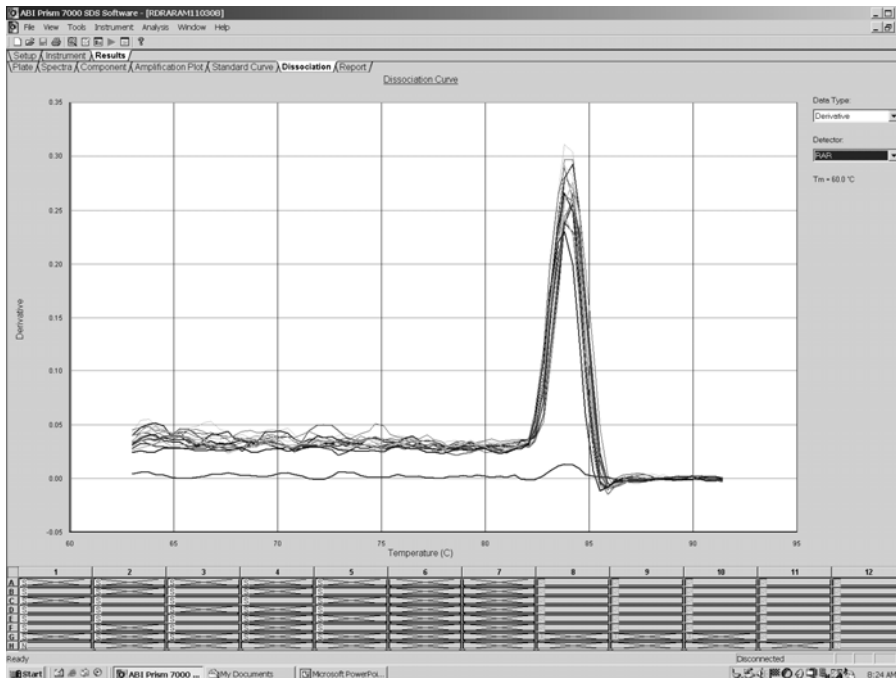 ABI Prism 7000 SDS Software - [RDRARAM110308]
File View Tools Instrument Analysis Window Help
Setup Instrument Results
Plate Spectra Component Amplification Plot Standard Curve Dissociation Report
Dissociation Curve
Data Type:
Derivative
Detector:
RAR
Tm = 60.0 °C
0.35
0.30
0.25
0.20
0.15
0.10
0.05
0.00
-0.05
Derivative
60 65 70 75 80 85 90 95
Temperature (C)
1 2 3 4 5 6 7 8 9 10 11 12
A
B
C
D
E
F
G
H N
Ready
Disconnected
Start ABI Prism 7000 ... My Documents Microsoft PowerPoi... 8:24 AM